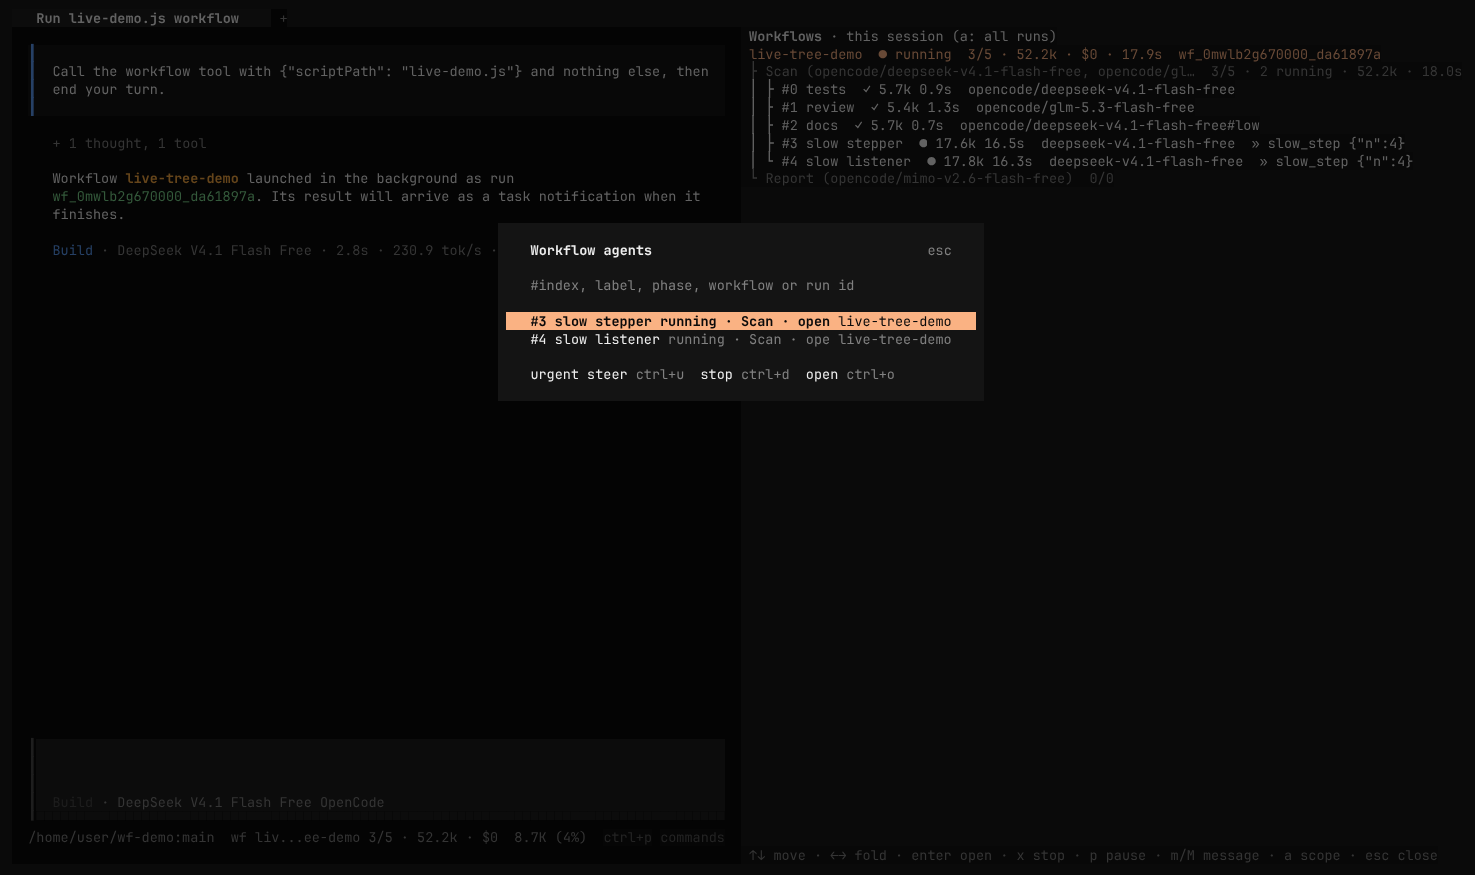 Run live-demo.js workflow +
Call the workflow tool with {"scriptPath": "live-demo.js"} and nothing else, then
end your turn.
+ 1 thought, 1 tool
Workflow live-tree-demo launched in the background as run
wf_0mwlb2g670000_da61897a. Its result will arrive as a task notification when it
finishes.
Build · DeepSeek V4.1 Flash Free · 2.8s · 230.9 tok/s ·
Workflows · this session (a: all runs)
live-tree-demo ● running 3/5 · 52.2k · $0 · 17.9s wf_0mwlb2g670000_da61897a
├ Scan (opencode/deepseek-v4.1-flash-free, opencode/gl… 3/5 · 2 running · 52.2k · 18.0s
│ ├ #0 tests ✓ 5.7k 0.9s opencode/deepseek-v4.1-flash-free
│ ├ #1 review ✓ 5.4k 1.3s opencode/glm-5.3-flash-free
│ ├ #2 docs ✓ 5.7k 0.7s opencode/deepseek-v4.1-flash-free#low
│ ├ #3 slow stepper ● 17.6k 16.5s deepseek-v4.1-flash-free » slow_step {"n":4}
│ └ #4 slow listener ● 17.8k 16.3s deepseek-v4.1-flash-free » slow_step {"n":4}
└ Report (opencode/mimo-v2.6-flash-free) 0/0
Workflow agents esc
#index, label, phase, workflow or run id
#3 slow stepper running · Scan · open live-tree-demo
#4 slow listener running · Scan · ope live-tree-demo
urgent steer ctrl+u stop ctrl+d open ctrl+o
Build · DeepSeek V4.1 Flash Free OpenCode
/home/user/wf-demo:main wf liv...ee-demo 3/5 · 52.2k · $0 8.7K (4%) ctrl+p commands
↑↓ move · ↔ fold · enter open · x stop · p pause · m/M message · a scope · esc close